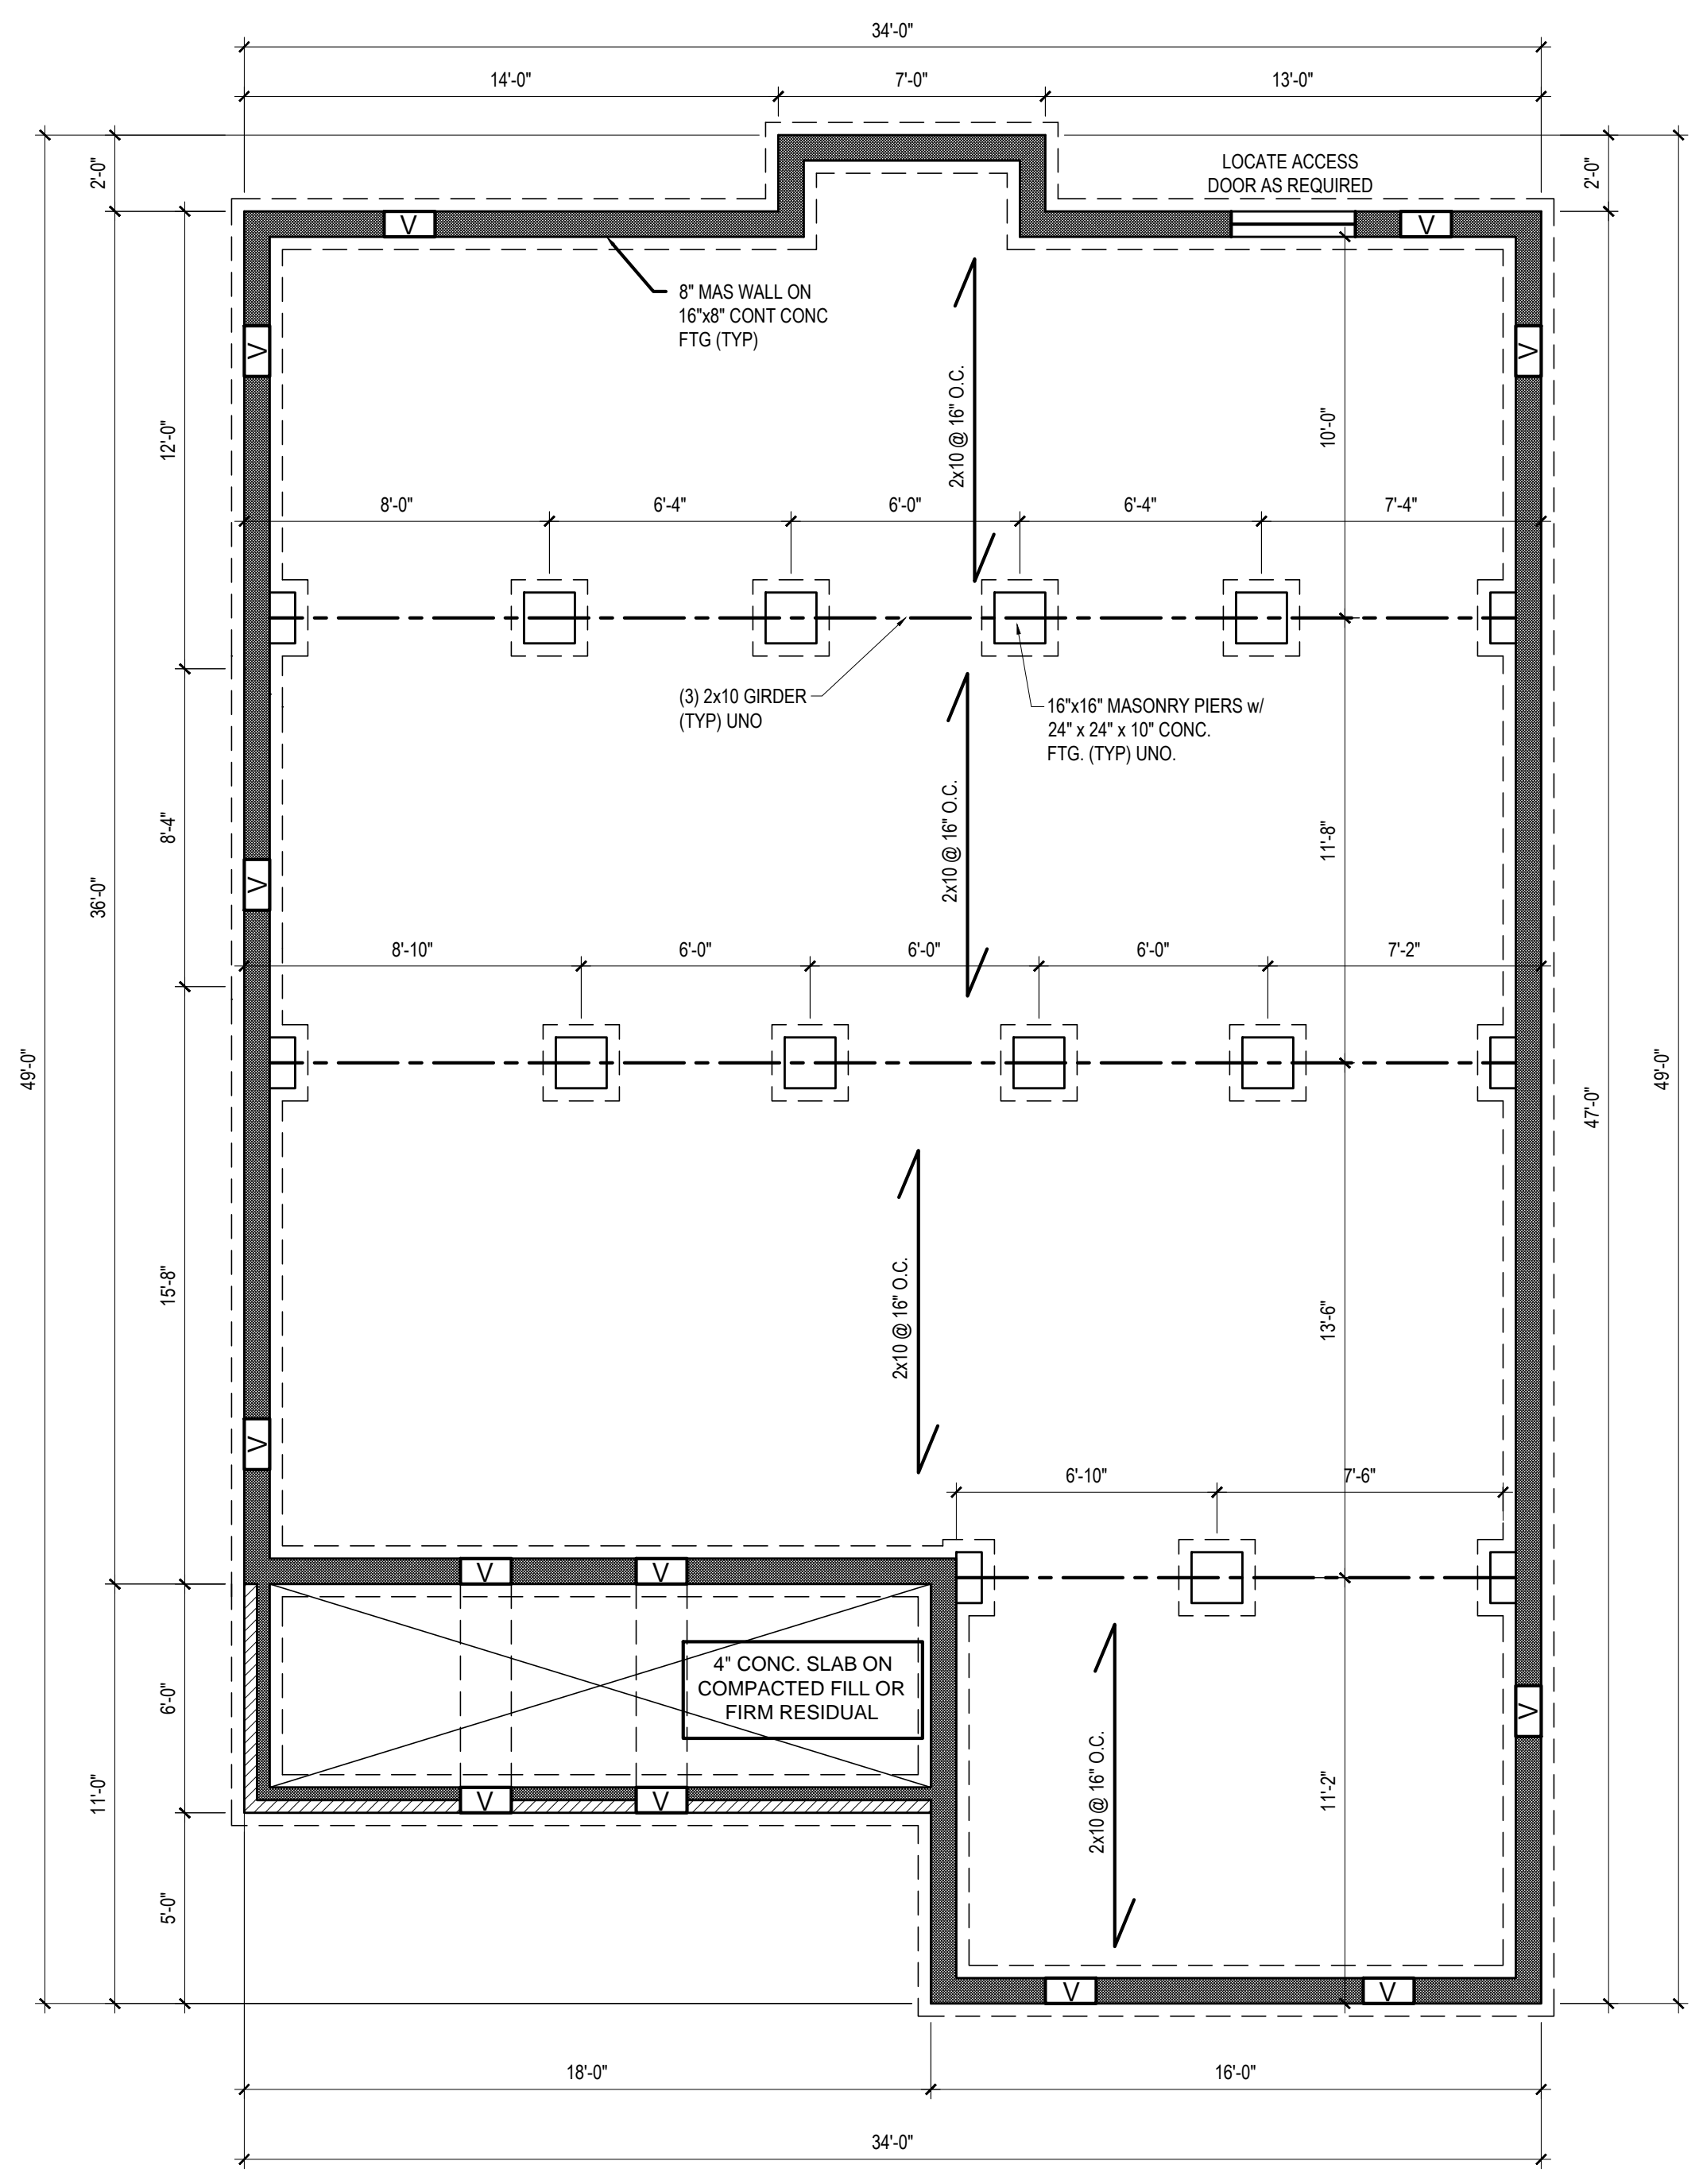 34'-0"
14'-0"
7'-0"
13'-0"
2'-0"
LOCATE ACCESS
DOOR AS REQUIRED
2'-0"
V
V
8" MAS WALL ON
16"x8" CONT CONC
FTG (TYP)
V
V
12'-0"
2x10 @ 16" O.C.
10'-0"
8'-0"
6'-4"
6'-0"
6'-4"
7'-4"
(3) 2x10 GIRDER
(TYP) UNO
16"x16" MASONRY PIERS w/
24" x 24" x 10" CONC.
FTG. (TYP) UNO.
8'-4"
2x10 @ 16" O.C.
11'-8"
36'-0"
V
8'-10"
6'-0"
6'-0"
6'-0"
7'-2"
49'-0"
47'-0"
49'-0"
15'-8"
2x10 @ 16" O.C.
13'-6"
V
6'-10"
7'-6"
V
V
4" CONC. SLAB ON
COMPACTED FILL OR
FIRM RESIDUAL
6'-0"
V
11'-0"
2x10 @ 16" O.C.
11'-2"
V
V
5'-0"
V
V
18'-0"
16'-0"
34'-0"